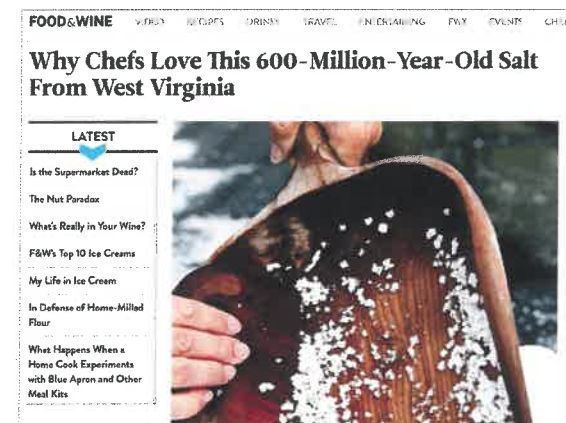 FOOD&WINE VIDEO RECIPES DRINKS TRAVEL ENTERTAINING FWX EVENTS
Why Chefs Love This 600-Million-Year-Old Salt
From West Virginia
LATEST
Is the Supermarket Dead?
The Nut Paradox
What's Really in Your Wine?
F&W's Top 10 Ice Creams
My Life in Ice Cream
In Defense of Home-Milled
Flour
What Happens When a
Home Cook Experiments
with Blue Apron and Other
Meal Kits